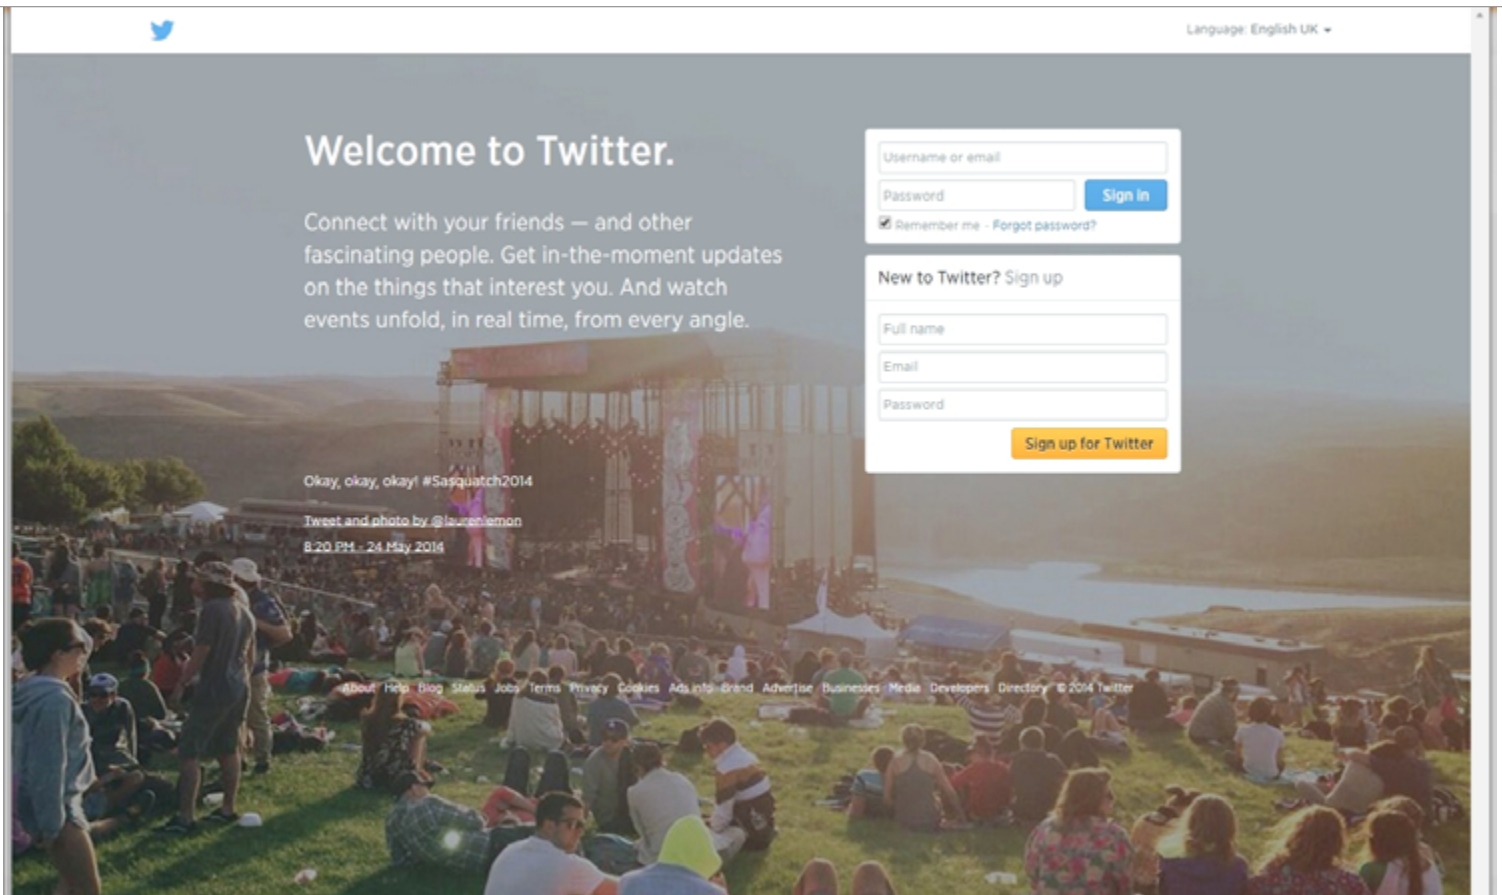 Language: English UK
Welcome to Twitter.
Connect with your friends — and other
fascinating people. Get in-the-moment updates
on the things that interest you. And watch
events unfold, in real time, from every angle.
Okay, okay, okay! #Sasquatch2014
Tweet and photo by @laurenlemon
8:20 PM - 24 May 2014
Username or email
Password
Sign in
Remember me - Forgot password?
New to Twitter? Sign up
Full name
Email
Password
Sign up for Twitter
About Help Blog Status Jobs Terms Privacy Cookies Ads info Brand Advertise Businesses Media Developers Directory © 2014 Twitter